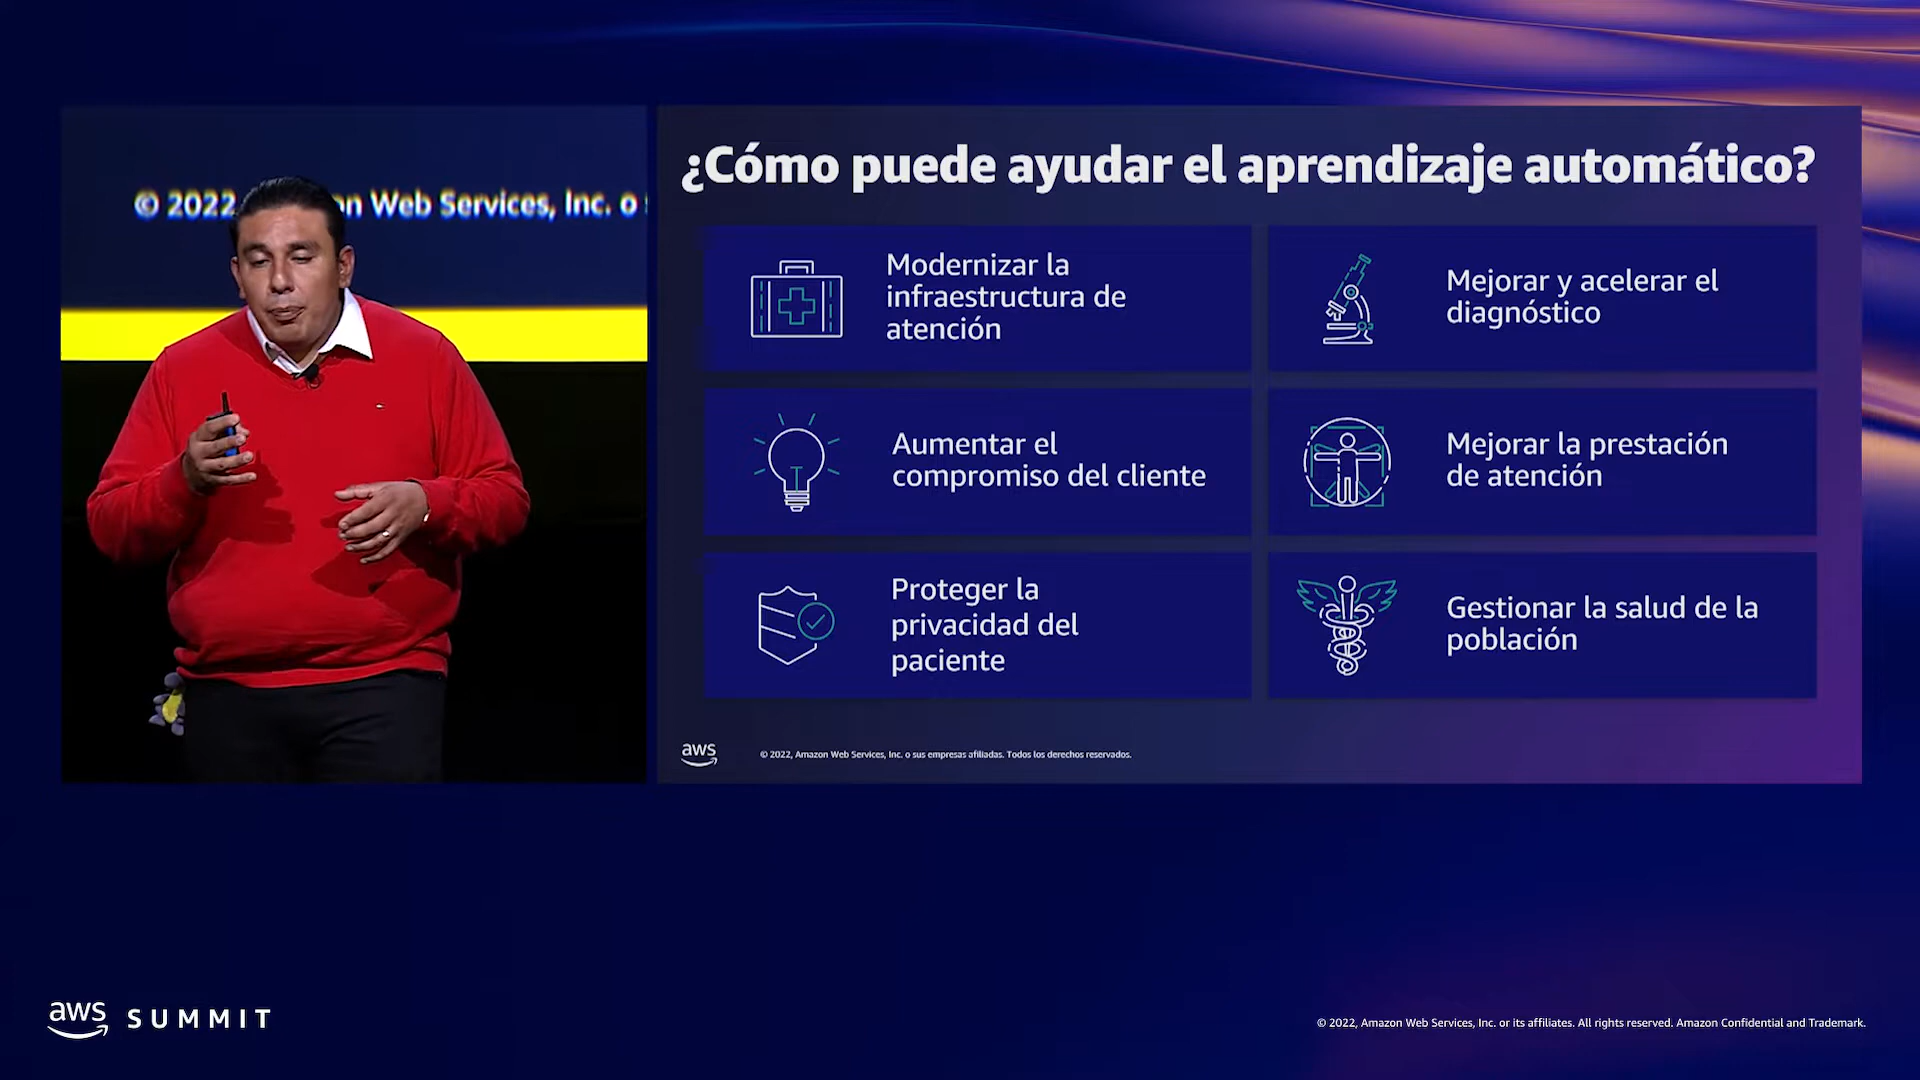 © 2022 on Web Services, Inc. o
¿Cómo puede ayudar el aprendizaje automático?
Modernizar la
infraestructura de
atención
Mejorar y acelerar el
diagnóstico
Aumentar el
compromiso del cliente
Mejorar la prestación
de atención
Proteger la
privacidad del
paciente
Gestionar la salud de la
población
aws
© 2022, Amazon Web Services, Inc. o sus empresas afiliadas. Todos los derechos reservados.
aws SUMMIT
© 2022, Amazon Web Services, Inc. or its affiliates. All rights reserved. Amazon Confidential and Trademark.